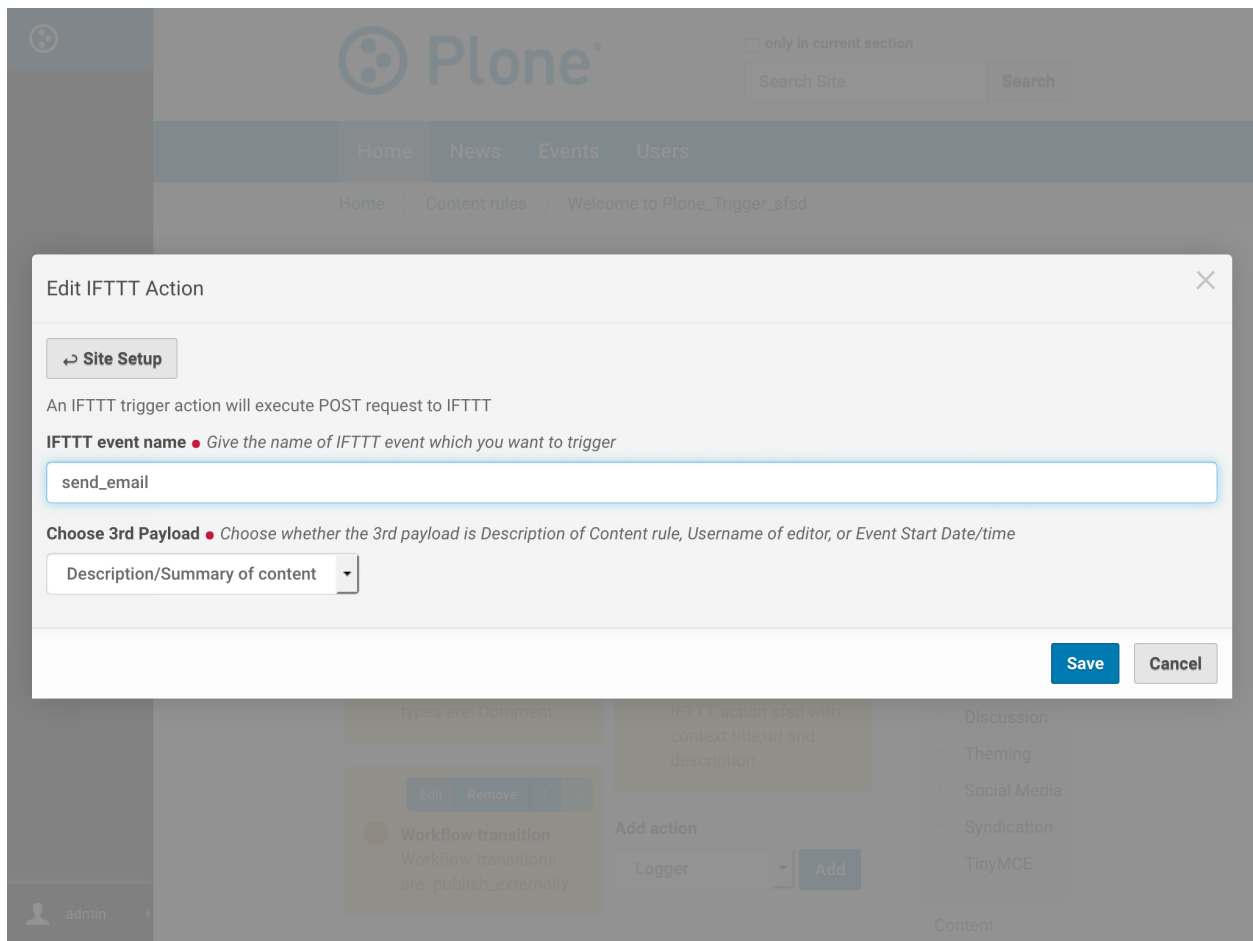 Plone
only in current section
Search Site
Search
Home
News
Events
Users
Home
Content rules
Welcome to Plone_Trigger_sfsd
Edit content rule
Edit IFTTT Action
Site Setup
An IFTTT trigger action will execute POST request to IFTTT
IFTTT event name • Give the name of IFTTT event which you want to trigger
send_email
Choose 3rd Payload • Choose whether the 3rd payload is Description of Content rule, Username of editor, or Event Start Date/time
Description/Summary of content
Save
Cancel
types are: Comment
IFTTT action sfsd with
context title,url and
description
Edit
Remove
Workflow transition
Workflow transitions
are: publish_externally
Add action
Logger
Add
Discussion
Theming
Social Media
Syndication
TinyMCE
Content
admin